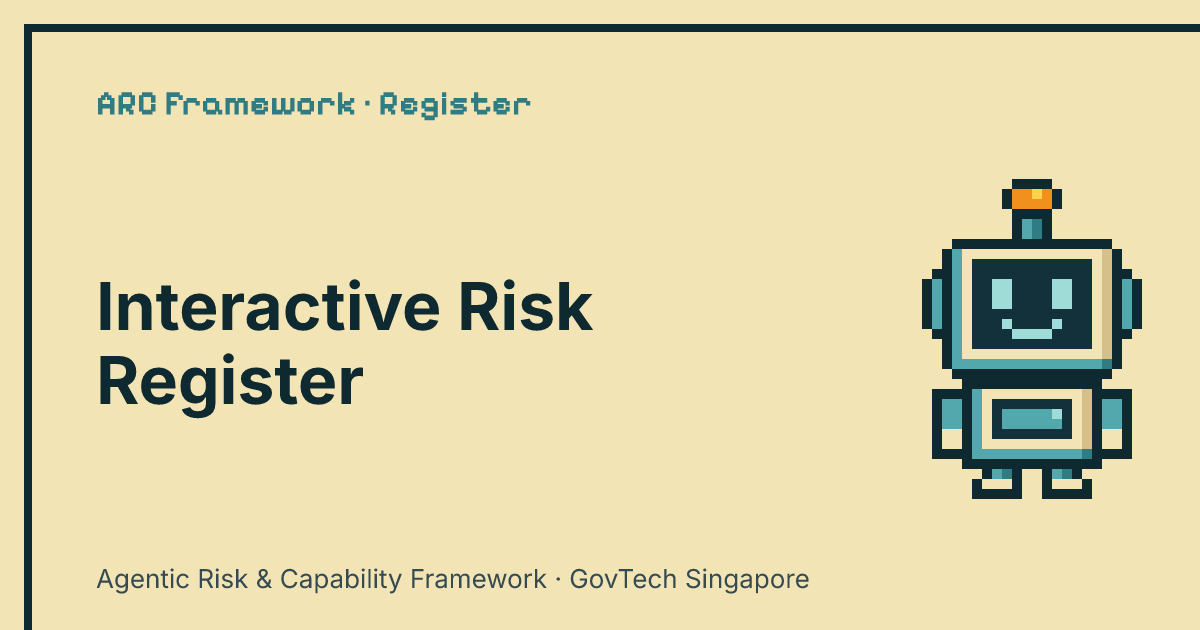 ARC Framework · Register
Interactive Risk
Register
Agentic Risk & Capability Framework · GovTech Singapore